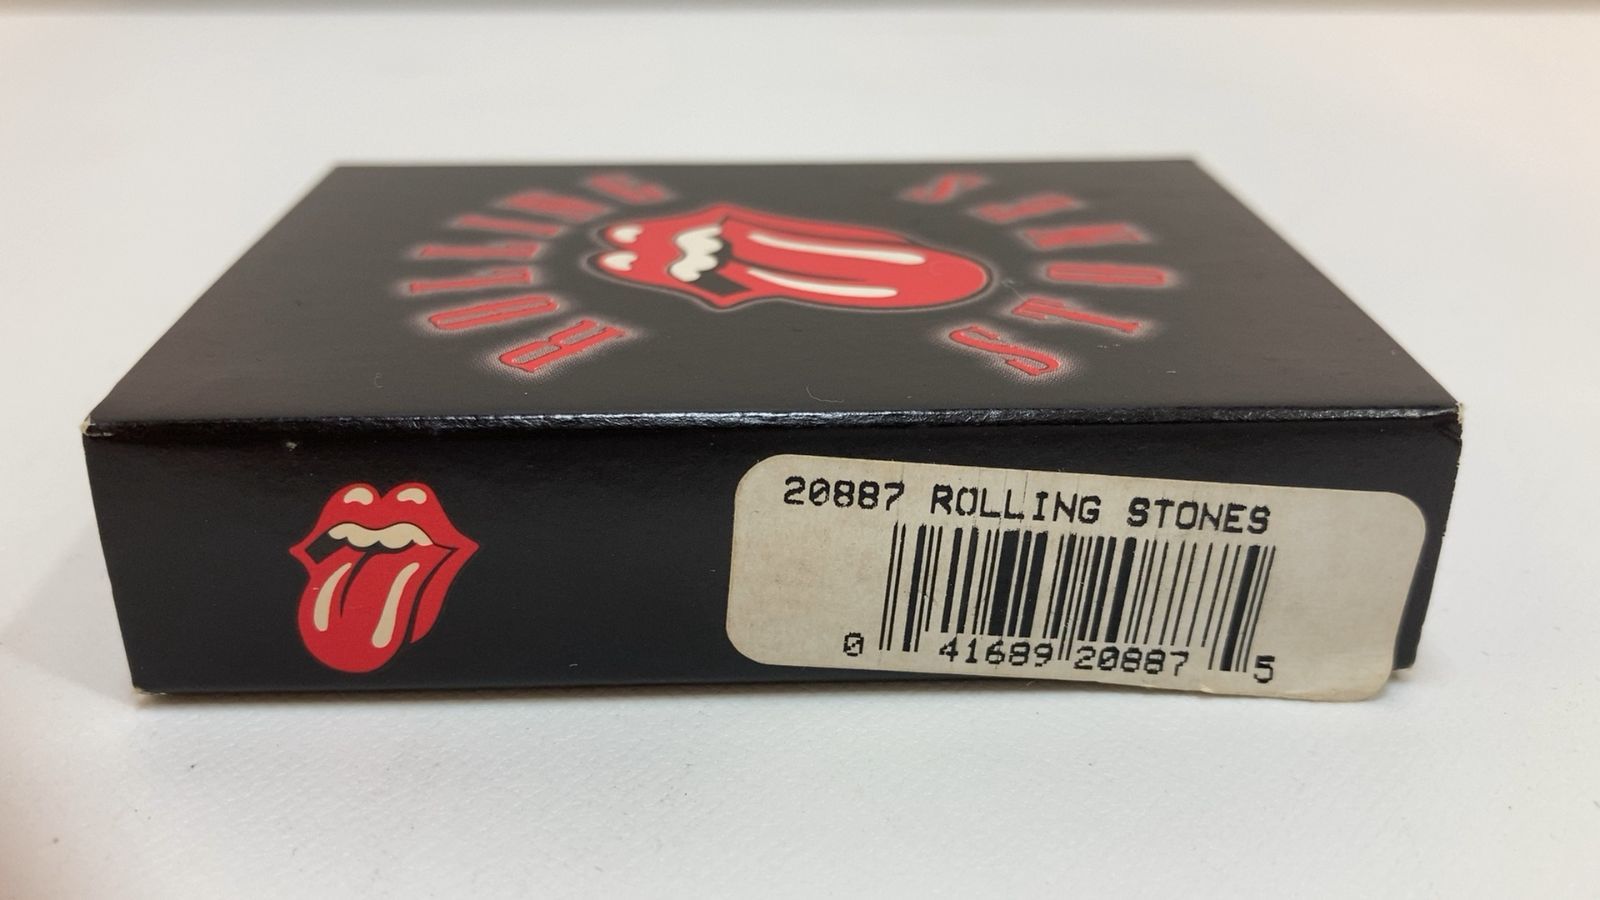 ROLLING STONES
20887 ROLLING STONES
0 41689 20887 5